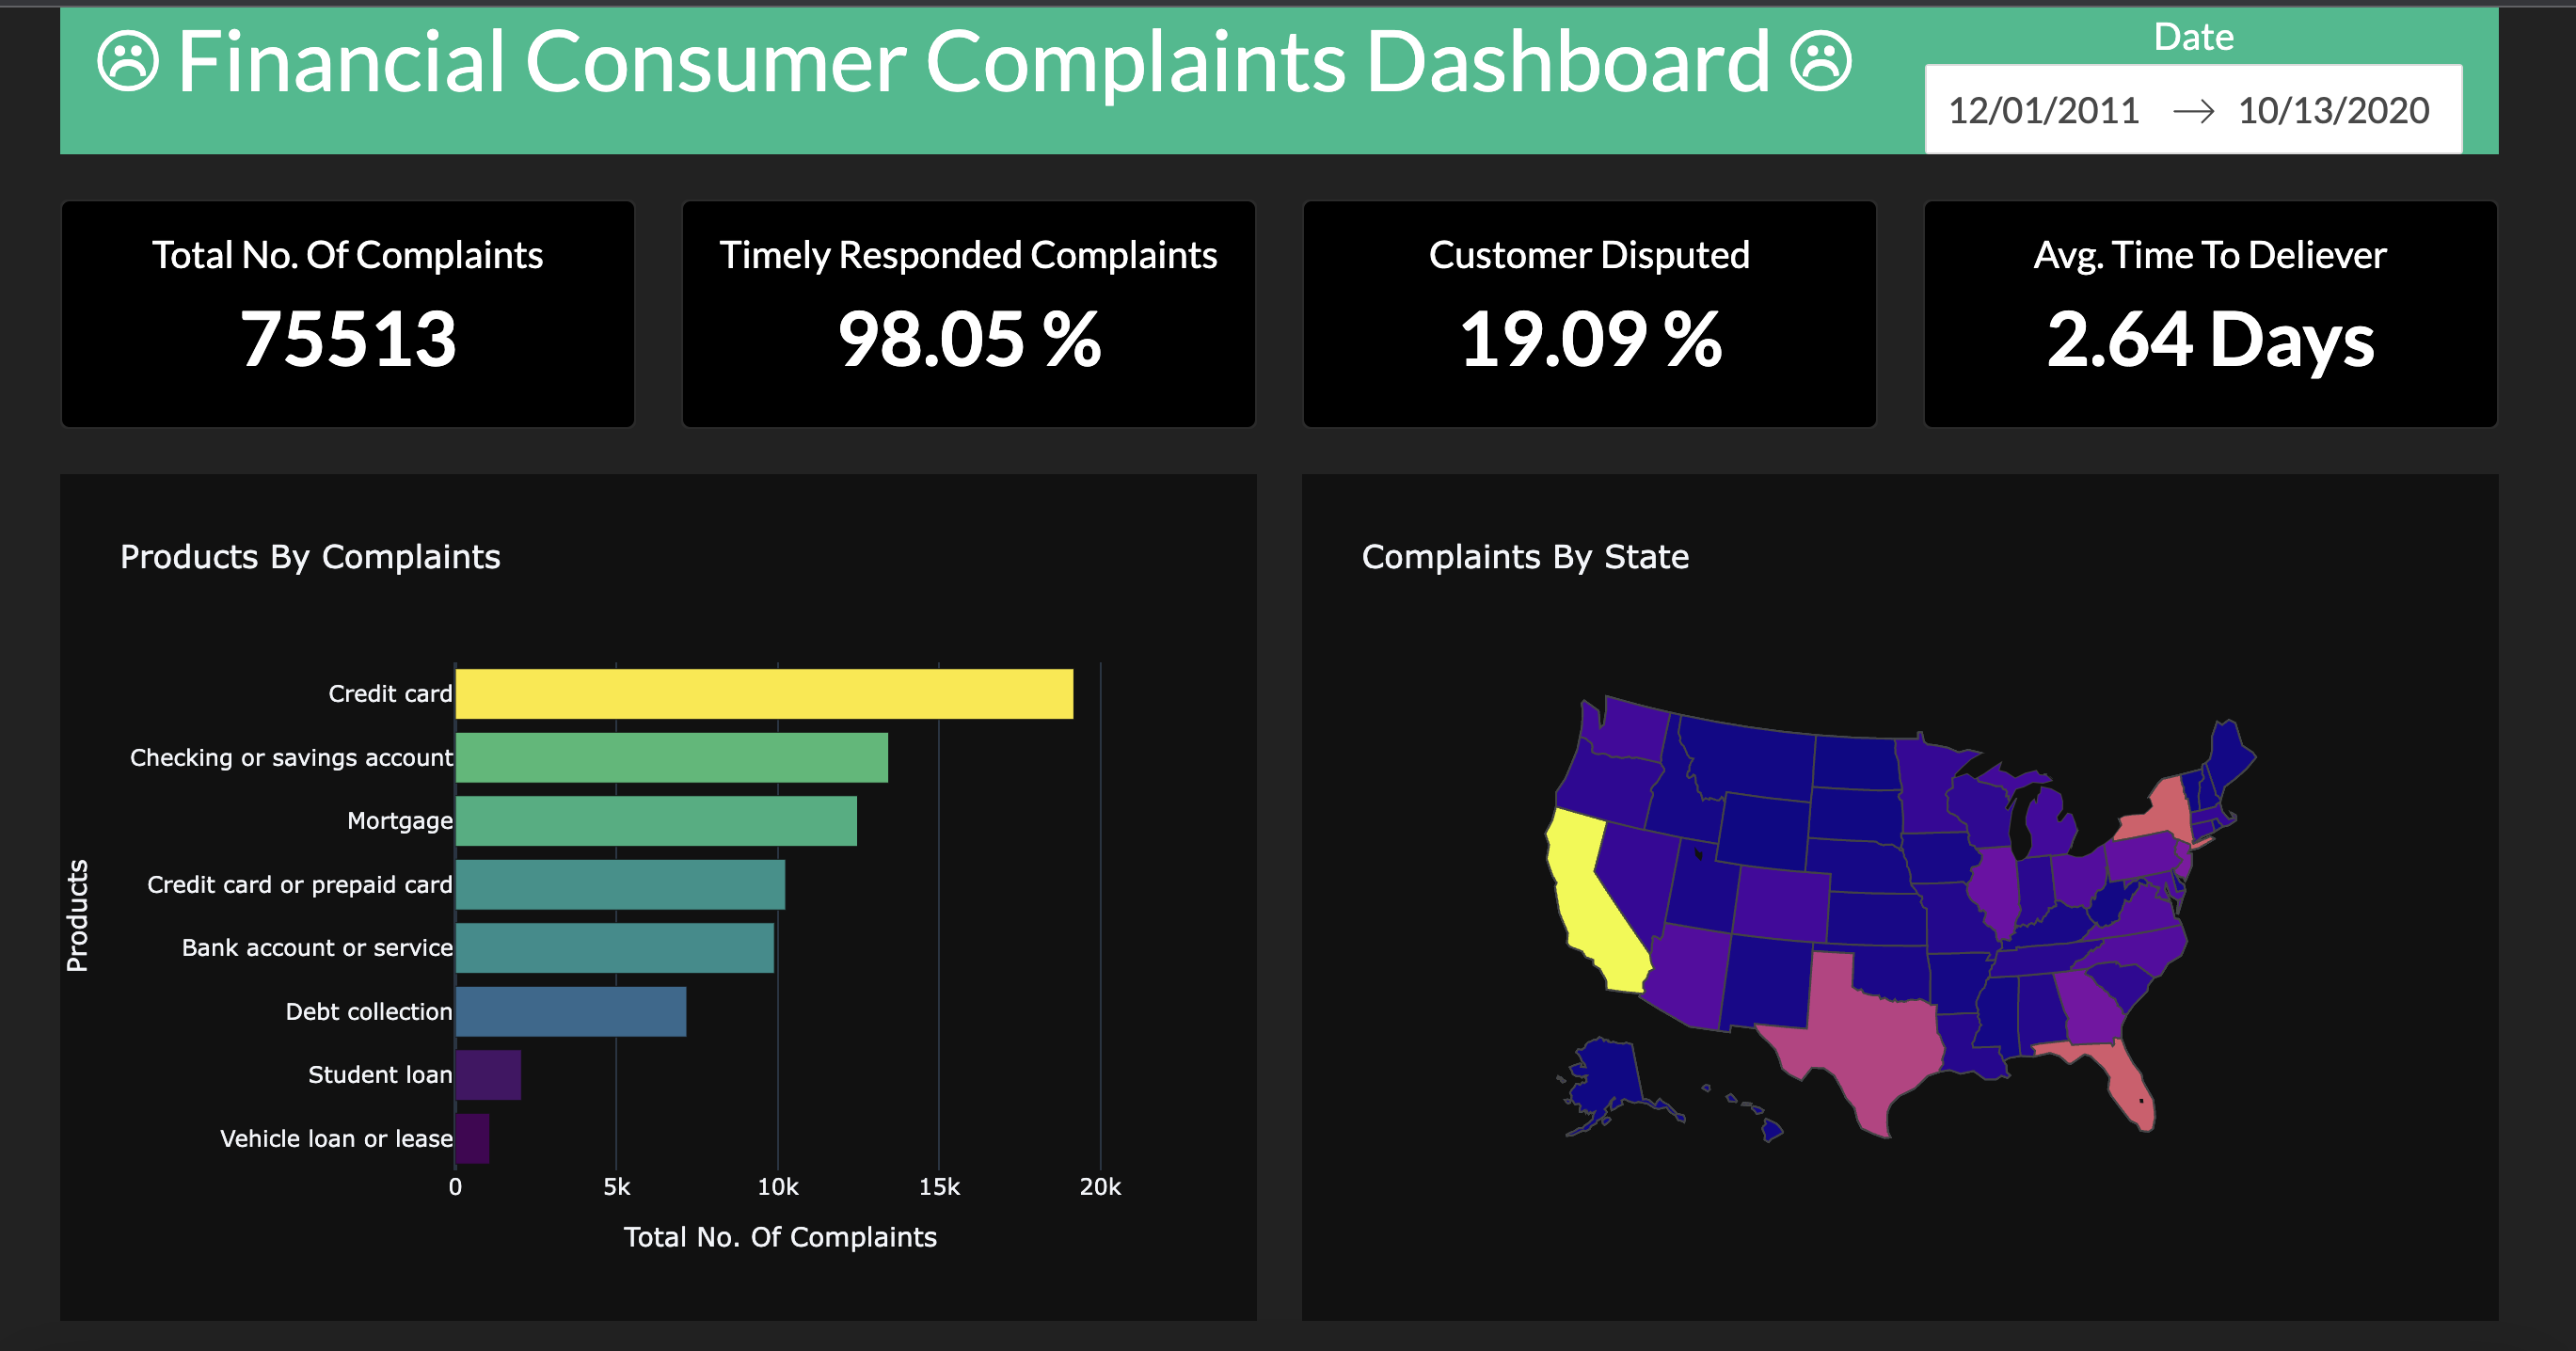 Financial Consumer Complaints Dashboard
Date
12/01/2011 → 10/13/2020
Total No. Of Complaints
75513
Timely Responded Complaints
98.05 %
Customer Disputed
19.09 %
Avg. Time To Deliever
2.64 Days
Products By Complaints
Products
Credit card
Checking or savings account
Mortgage
Credit card or prepaid card
Bank account or service
Debt collection
Student loan
Vehicle loan or lease
0 5k 10k 15k 20k
Total No. Of Complaints
Complaints By State